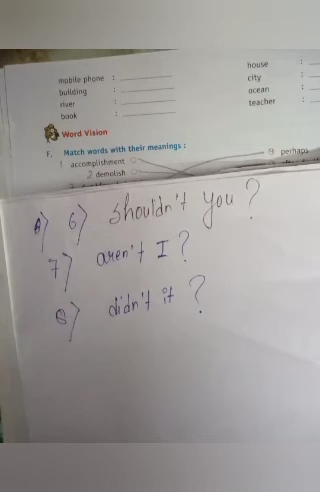 mobile phone :
building :
river :
book :
house :
city :
ocean :
teacher :
Word Vision
F. Match words with their meanings :
1 accomplishment
2 demolish
perhaps
6) shouldn't you?
7) aren't I?
8) didn't it?